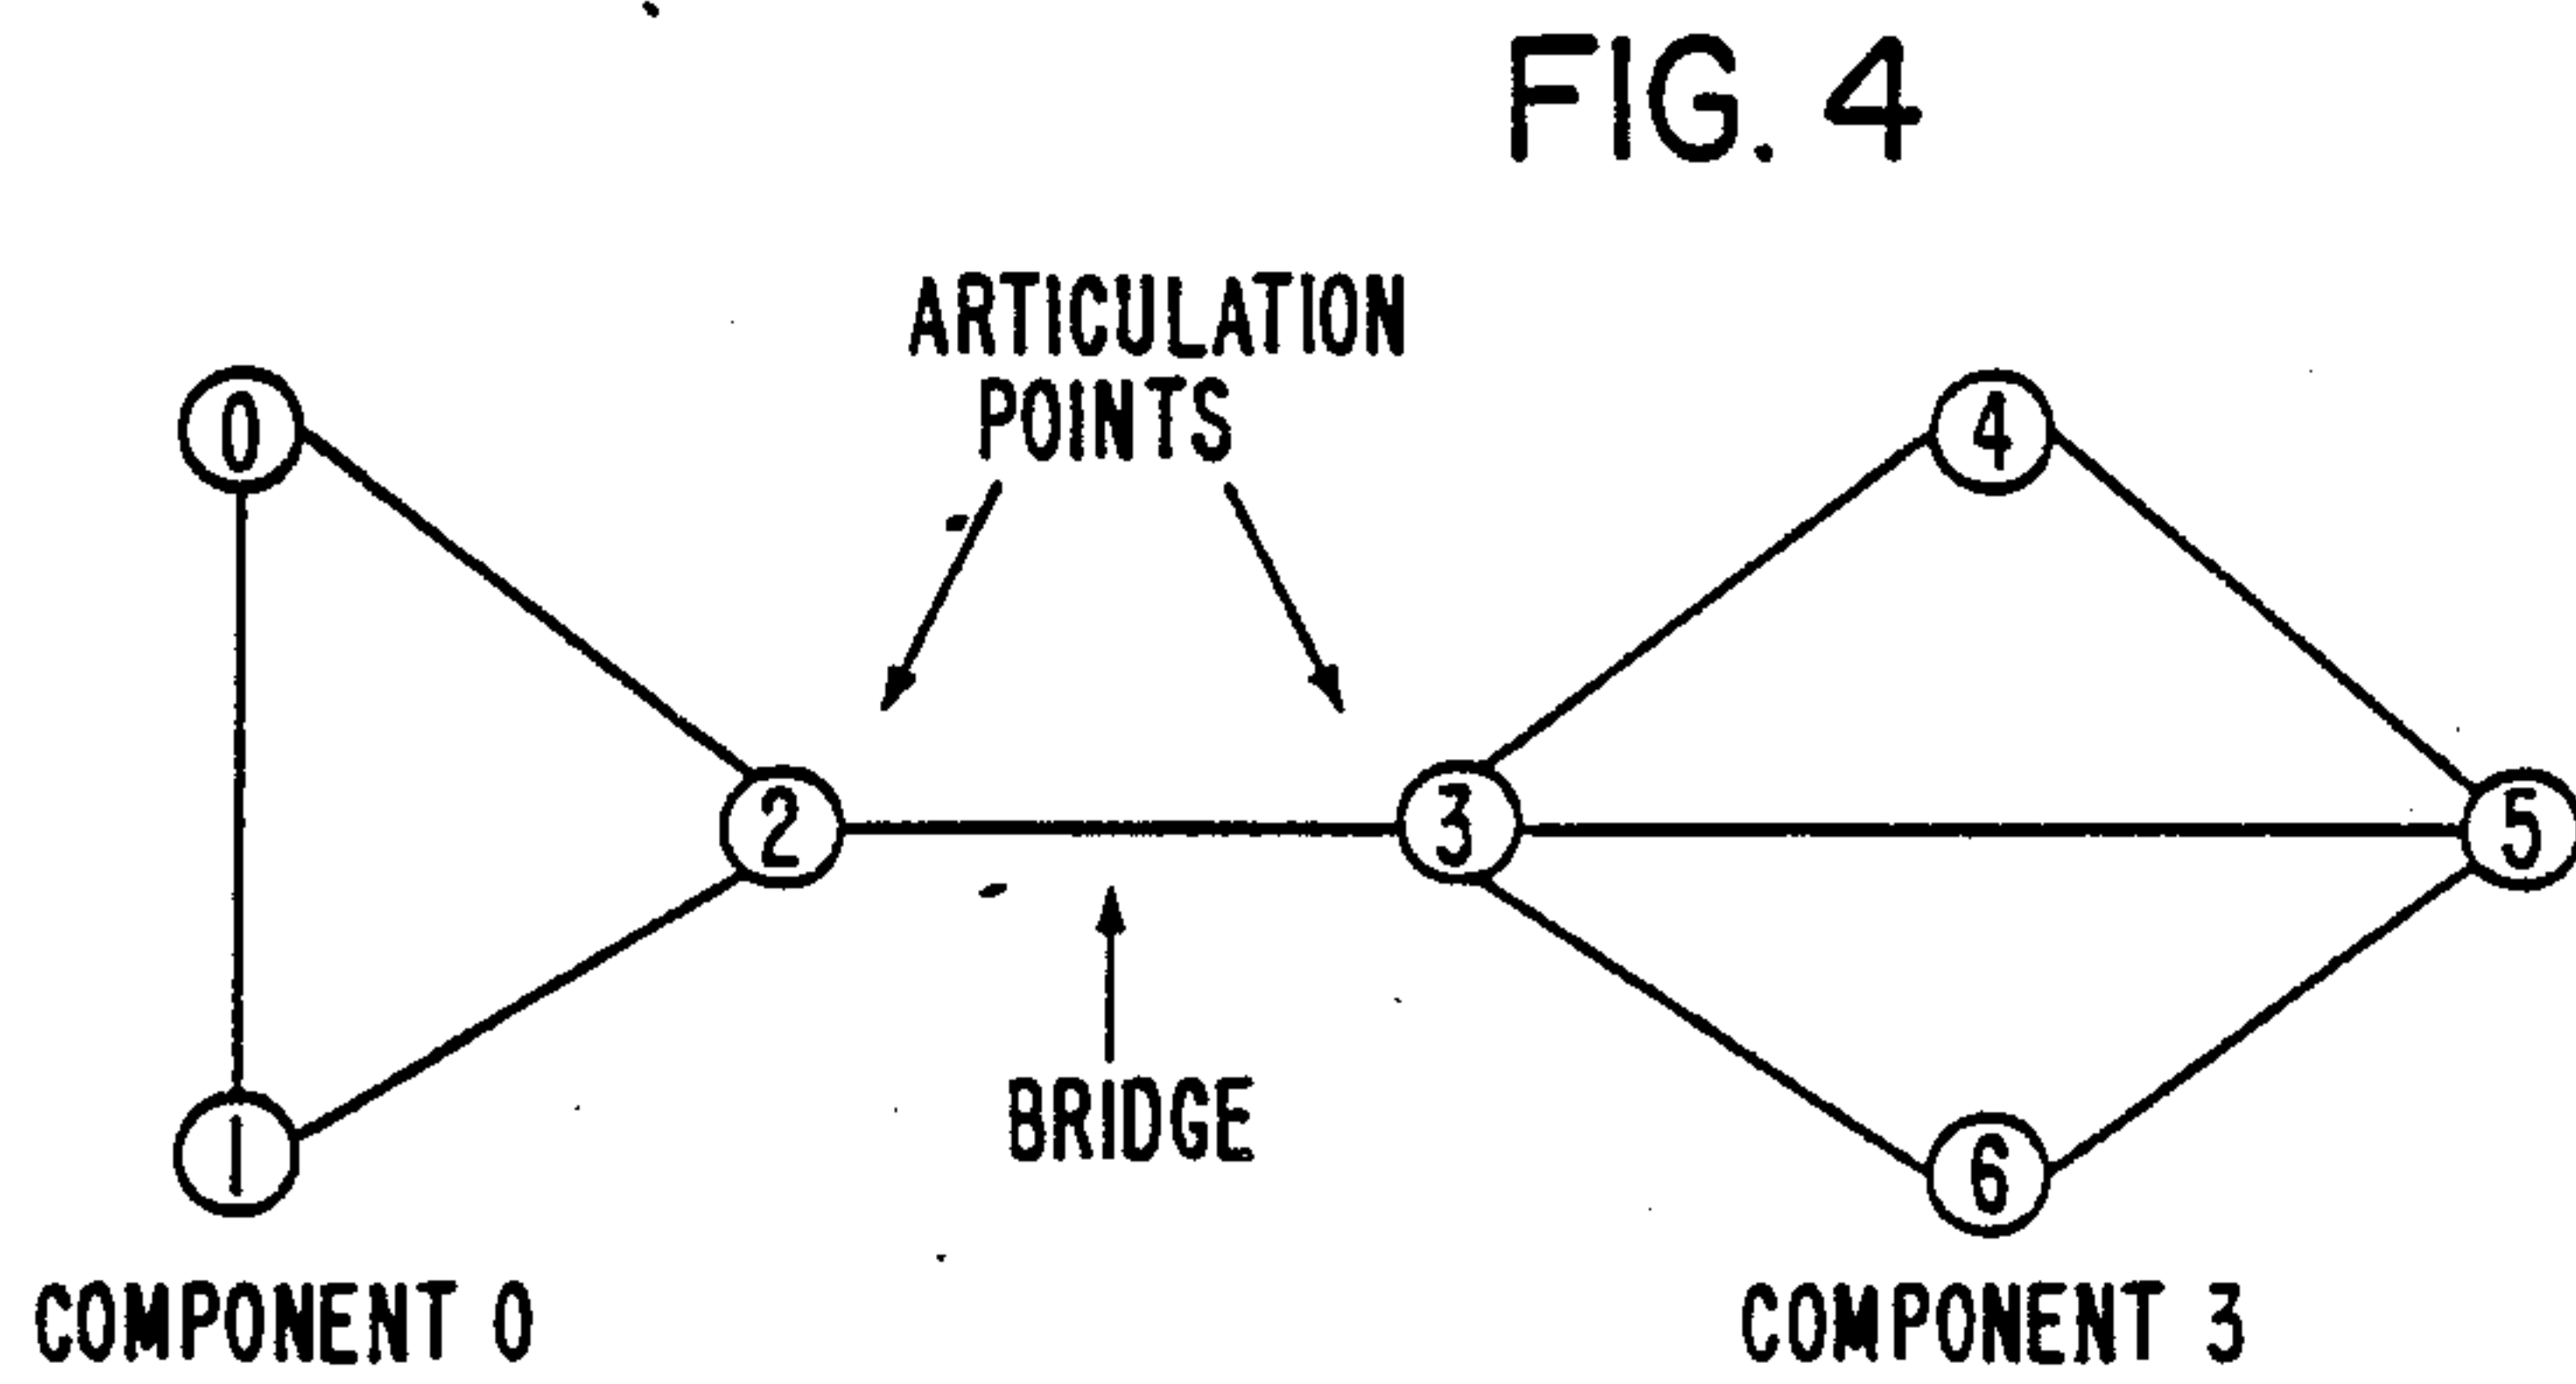 FIG. 4
ARTICULATION
POINTS
0
4
2
3
5
BRIDGE
1
6
COMPONENT 0
COMPONENT 3